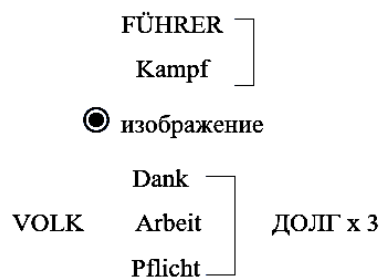 FÜHRER
Kampf
изображение
Dank
VOLK Arbeit ДОЛГ x 3
Pflicht